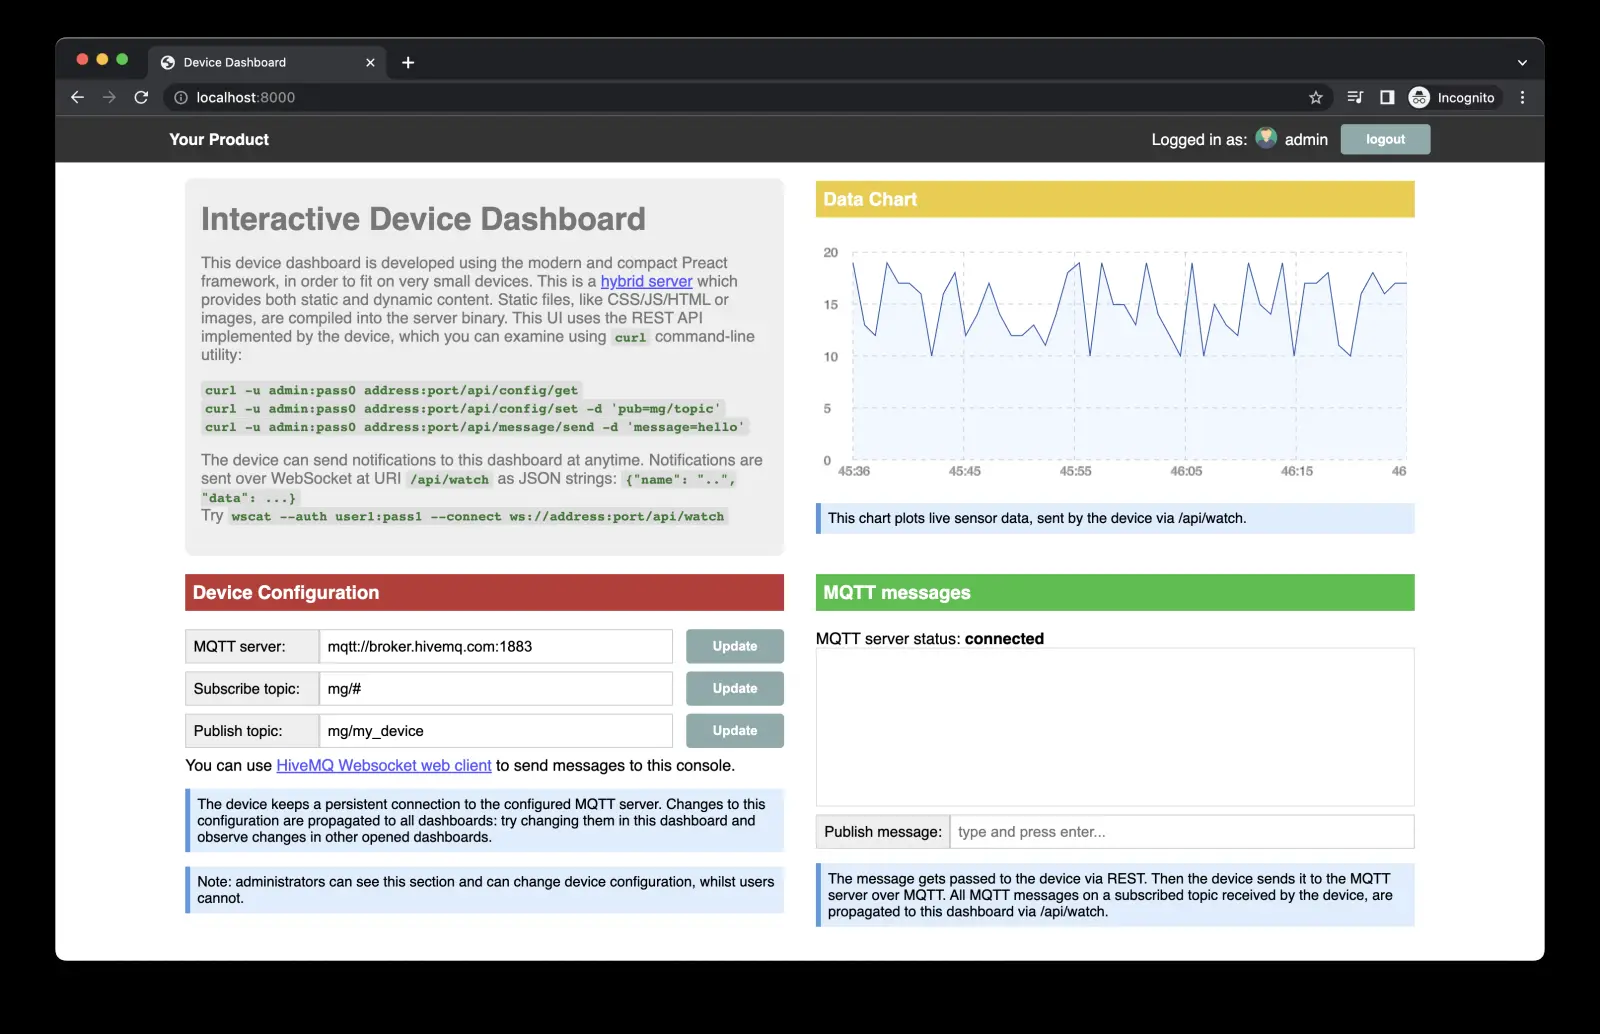 Device Dashboard
localhost:8000
Incognito
Your Product
Logged in as: admin logout
Interactive Device Dashboard
This device dashboard is developed using the modern and compact Preact
framework, in order to fit on very small devices. This is a hybrid server which
provides both static and dynamic content. Static files, like CSS/JS/HTML or
images, are compiled into the server binary. This UI uses the REST API
implemented by the device, which you can examine using curl command-line
utility:
curl -u admin:pass0 address:port/api/config/get
curl -u admin:pass0 address:port/api/config/set -d 'pub=mg/topic'
curl -u admin:pass0 address:port/api/message/send -d 'message=hello'
The device can send notifications to this dashboard at anytime. Notifications are
sent over WebSocket at URI /api/watch as JSON strings: {"name": "..",
"data": ...}
Try wscat --auth user1:pass1 --connect ws://address:port/api/watch
Data Chart
20
15
10
5
0
45:36 45:45 45:55 46:05 46:15 46
This chart plots live sensor data, sent by the device via /api/watch.
Device Configuration
MQTT server: mqtt://broker.hivemq.com:1883 Update
Subscribe topic: mg/# Update
Publish topic: mg/my_device Update
You can use HiveMQ Websocket web client to send messages to this console.
The device keeps a persistent connection to the configured MQTT server. Changes to this
configuration are propagated to all dashboards: try changing them in this dashboard and
observe changes in other opened dashboards.
Note: administrators can see this section and can change device configuration, whilst users
cannot.
MQTT messages
MQTT server status: connected
Publish message: type and press enter...
The message gets passed to the device via REST. Then the device sends it to the MQTT
server over MQTT. All MQTT messages on a subscribed topic received by the device, are
propagated to this dashboard via /api/watch.